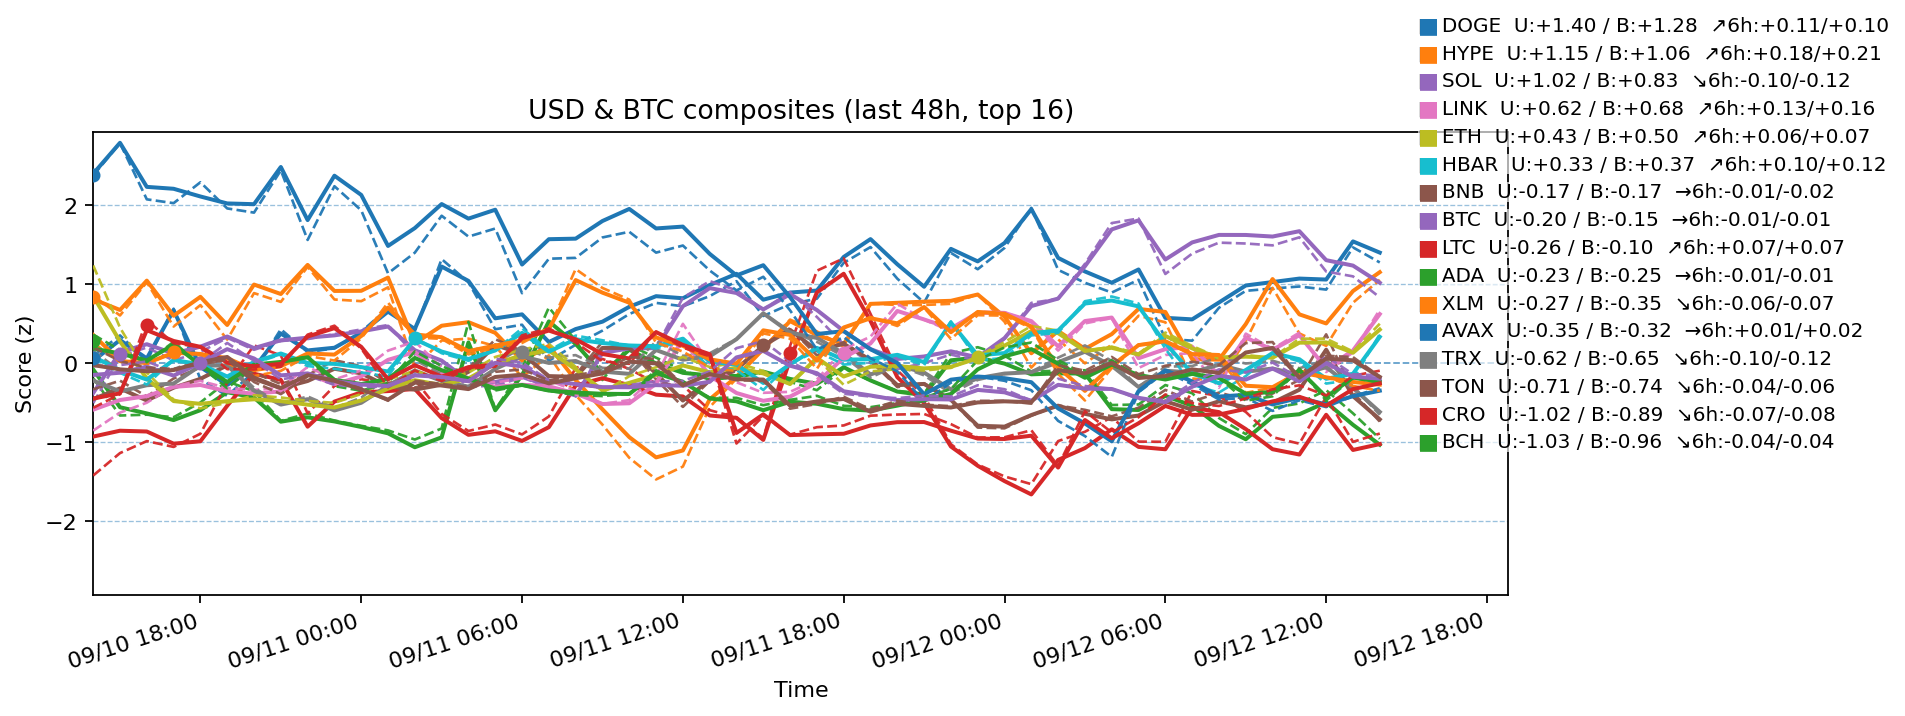 DOGE  U:+1.40 / B:+1.28  ↗6h:+0.11/+0.10
HYPE  U:+1.15 / B:+1.06  ↗6h:+0.18/+0.21
SOL  U:+1.02 / B:+0.83  ↘6h:-0.10/-0.12
LINK  U:+0.62 / B:+0.68  ↗6h:+0.13/+0.16
ETH  U:+0.43 / B:+0.50  ↗6h:+0.06/+0.07
HBAR  U:+0.33 / B:+0.37  ↗6h:+0.10/+0.12
BNB  U:-0.17 / B:-0.17  →6h:-0.01/-0.02
BTC  U:-0.20 / B:-0.15  →6h:-0.01/-0.01
LTC  U:-0.26 / B:-0.10  ↗6h:+0.07/+0.07
ADA  U:-0.23 / B:-0.25  →6h:-0.01/-0.01
XLM  U:-0.27 / B:-0.35  ↘6h:-0.06/-0.07
AVAX  U:-0.35 / B:-0.32  →6h:+0.01/+0.02
TRX  U:-0.62 / B:-0.65  ↘6h:-0.10/-0.12
TON  U:-0.71 / B:-0.74  ↘6h:-0.04/-0.06
CRO  U:-1.02 / B:-0.89  ↘6h:-0.07/-0.08
BCH  U:-1.03 / B:-0.96  ↘6h:-0.04/-0.04
USD & BTC composites (last 48h, top 16)
Score (z)
2
1
0
−1
−2
09/10 18:00
09/11 00:00
09/11 06:00
09/11 12:00
09/11 18:00
09/12 00:00
09/12 06:00
09/12 12:00
09/12 18:00
Time